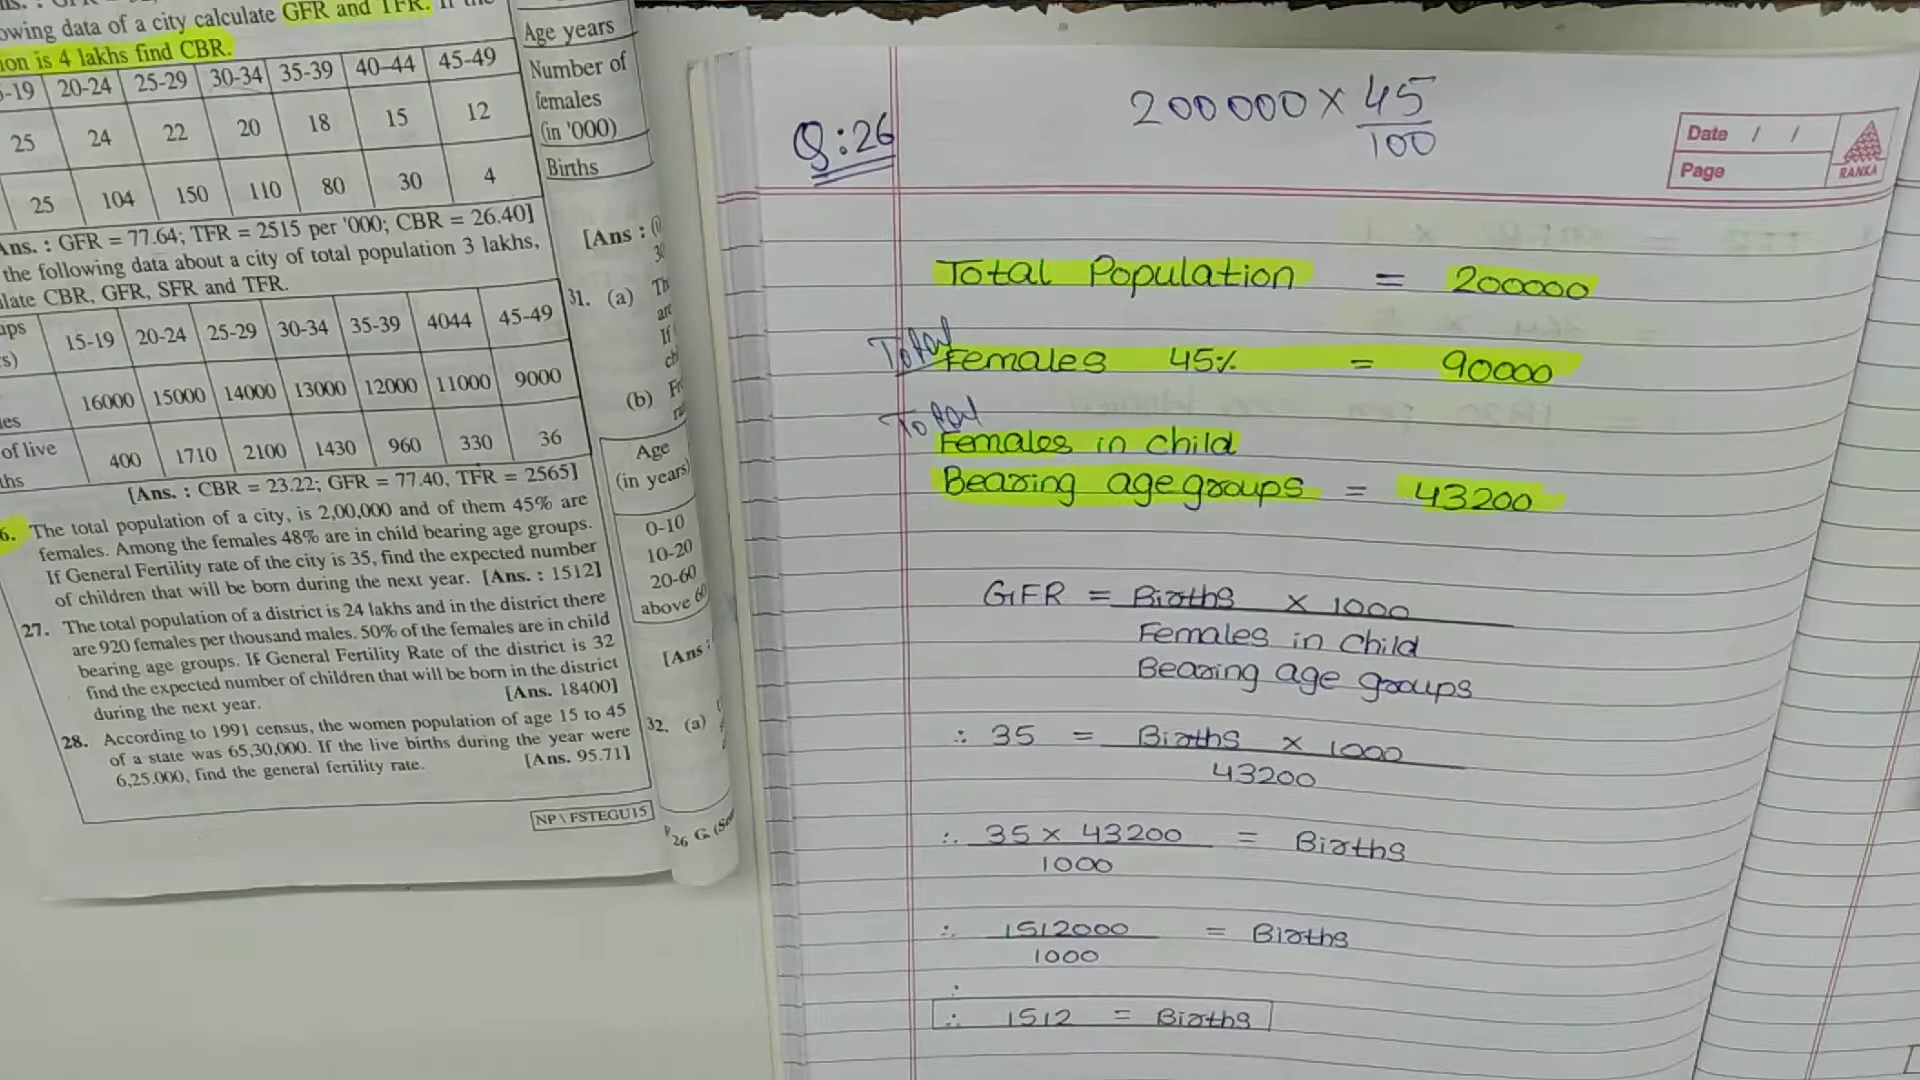 owing data of a city calculate GFR and TFR.
ion is 4 lakhs find CBR.
-19 20-24 25-29 30-34 35-39 40-44 45-49
25 24 22 20 18 15 12
25 104 150 110 80 30 4
Ans. : GFR = 77.64; TFR = 2515 per '000; CBR = 26.40]
the following data about a city of total population 3 lakhs,
late CBR, GFR, SFR and TFR.
ups
s) 15-19 20-24 25-29 30-34 35-39 4044 45-49
les 16000 15000 14000 13000 12000 11000 9000
of live
ths 400 1710 2100 1430 960 330 36
[Ans. : CBR = 23.22; GFR = 77.40, TFR = 2565]
6. The total population of a city, is 2,00,000 and of them 45% are
females. Among the females 48% are in child bearing age groups.
If General Fertility rate of the city is 35, find the expected number
of children that will be born during the next year. [Ans. : 1512]
27. The total population of a district is 24 lakhs and in the district there
are 920 females per thousand males. 50% of the females are in child
bearing age groups. If General Fertility Rate of the district is 32
find the expected number of children that will be born in the district
during the next year. [Ans. 18400]
28. According to 1991 census, the women population of age 15 to 45
of a state was 65,30,000. If the live births during the year were
6,25.000, find the general fertility rate. [Ans. 95.71]
NP\FSTEGU15
Age years
Number of
females
(in '000)
Births
[Ans :
31. (a) Th
are
If
ch
(b)
Age
(in years)
0-10
10-20
20-60
above 60
[Ans :
32. (a)
26 G.
Q:26
200000 × 45
100
Date / /
Page
RANKA
Total Population = 200000
Total
Females 45% = 90000
Total
Females in child
Bearing age groups = 43200
GFR = Births × 1000
Females in Child
Bearing age groups
∴ 35 = Births × 1000
43200
∴ 35 × 43200 = Births
1000
∴ 1512000 = Births
1000
∴ 1512 = Births